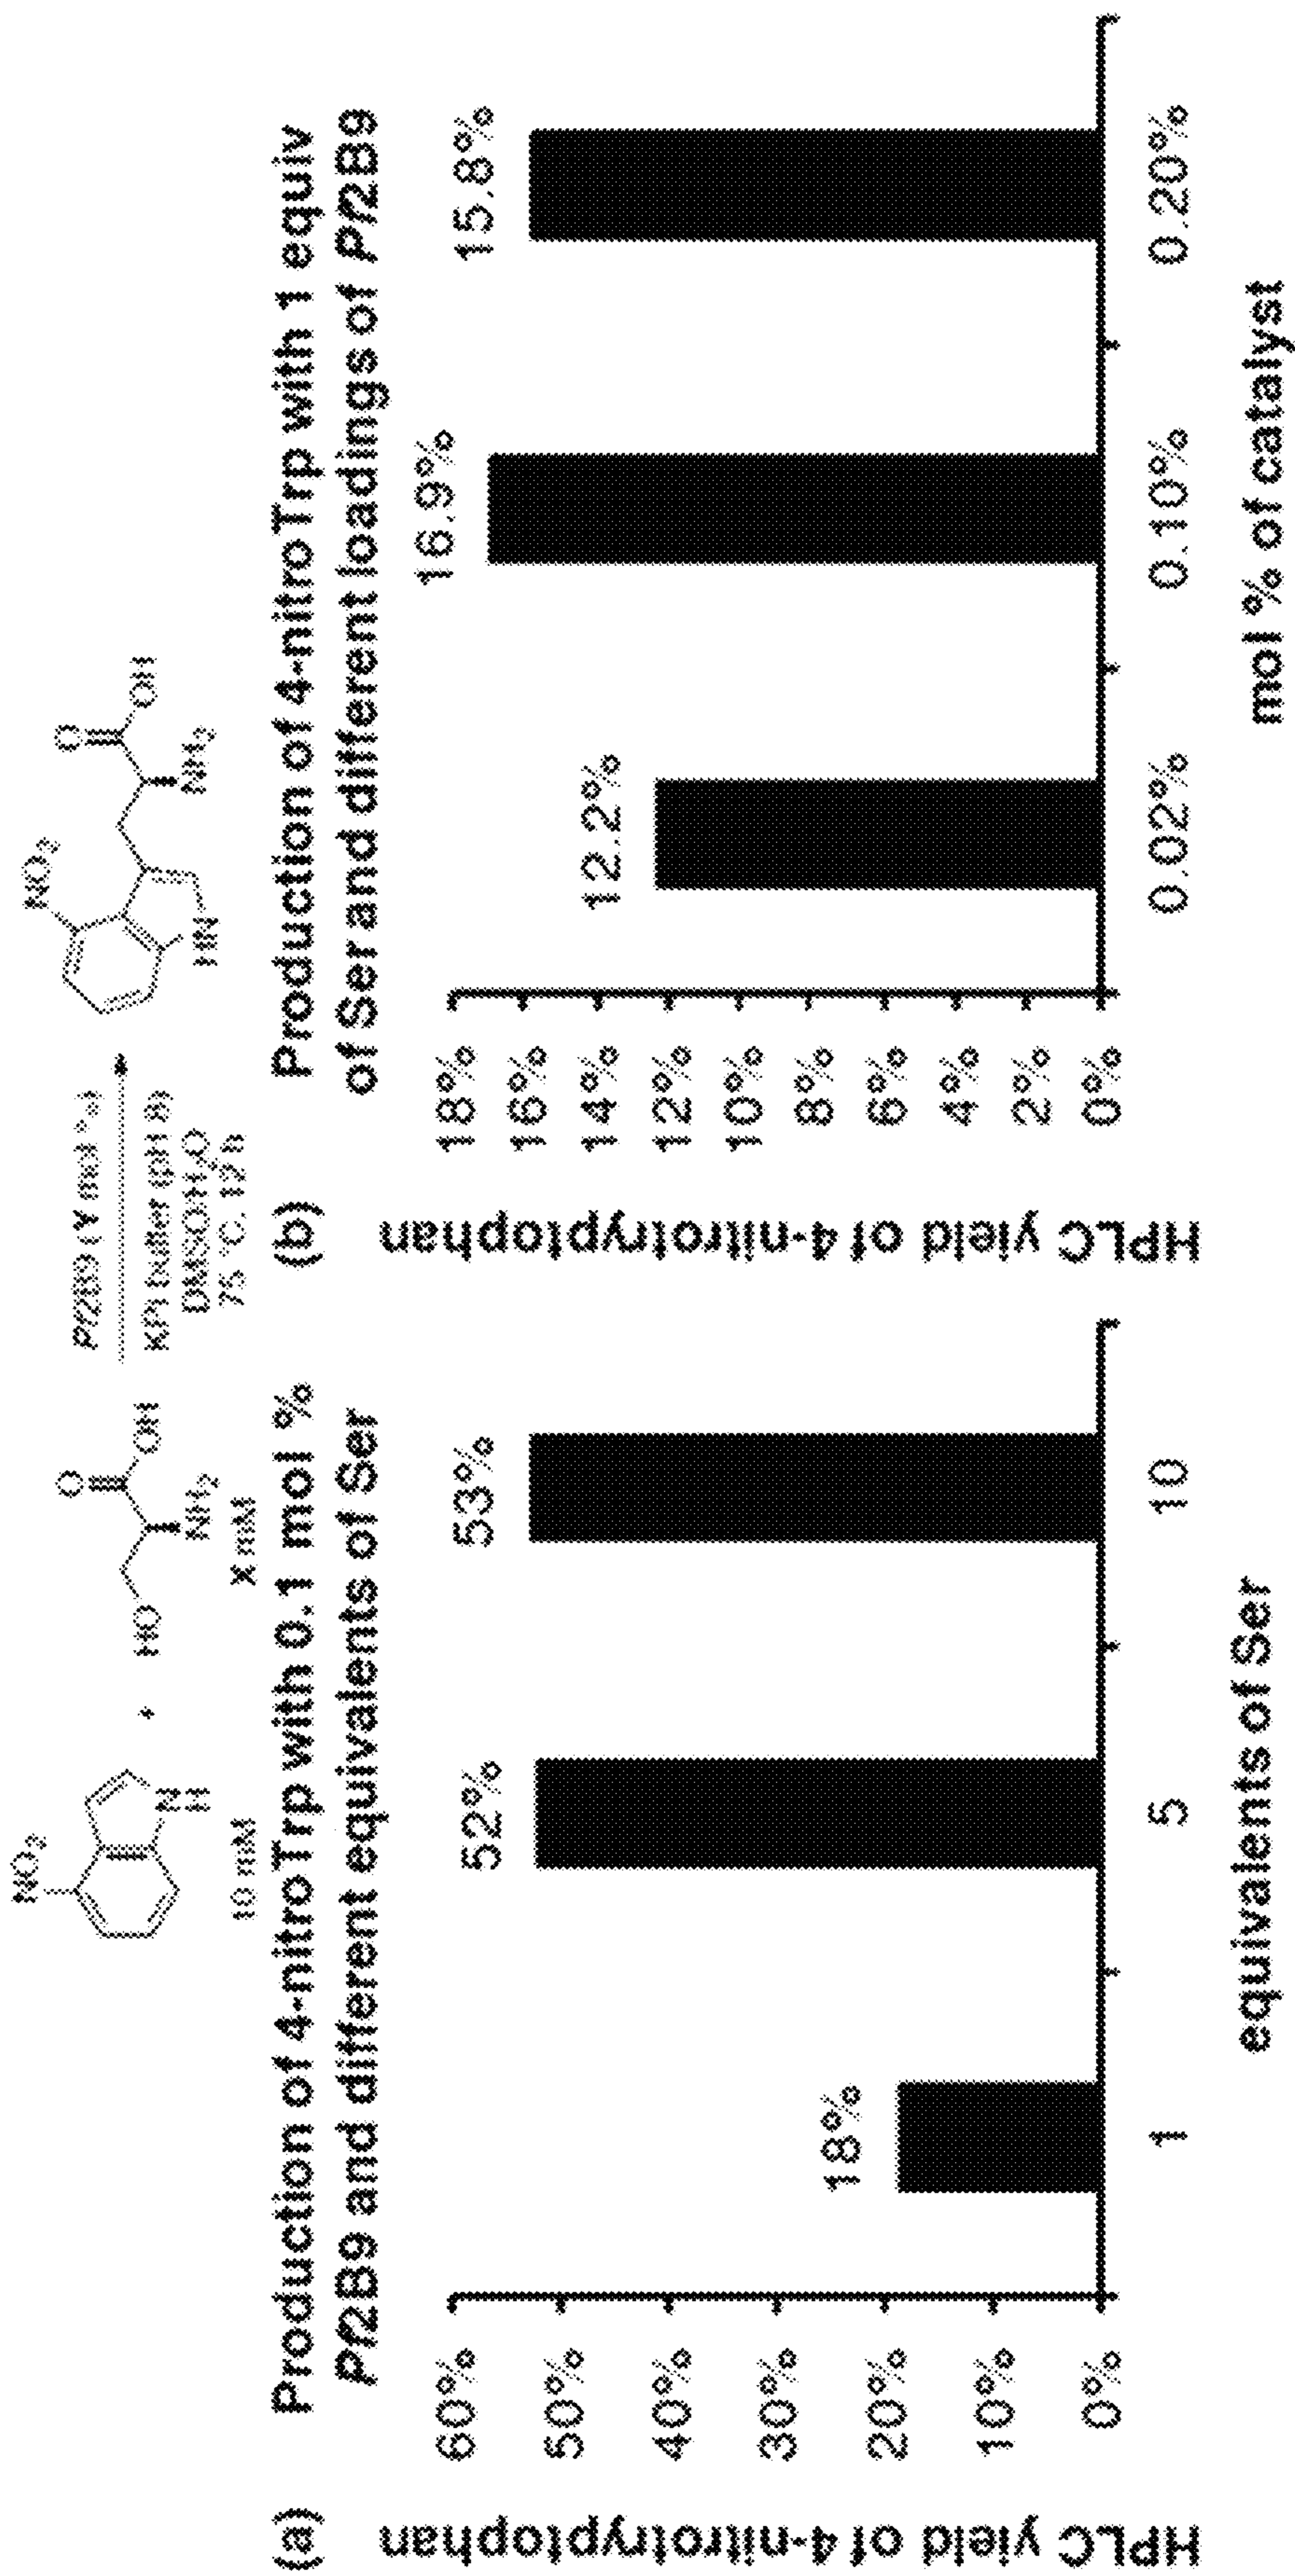 NO2
N
H
10 mM
+
HO
O
OH
NH2
X mM
Pf2B9 (Y mol %)
KPi buffer (pH 8)
DMSO/H2O
75 °C, 12 h
NO2
HN
O
OH
NH2
(a) Production of 4-nitroTrp with 0.1 mol %
Pf2B9 and different equivalents of Ser
HPLC yield of 4-nitrotryptophan
60%
50%
40%
30%
20%
10%
0%
18%
52%
53%
1 5 10
equivalents of Ser
(b) Production of 4-nitroTrp with 1 equiv
of Ser and different loadings of Pf2B9
HPLC yield of 4-nitrotryptophan
18%
16%
14%
12%
10%
8%
6%
4%
2%
0%
12.2%
16.9%
15.8%
0.02% 0.10% 0.20%
mol % of catalyst